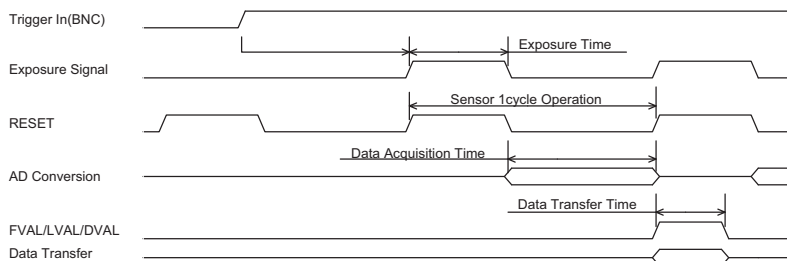 Trigger In(BNC)
Exposure Time
Exposure Signal
Sensor 1cycle Operation
RESET
Data Acquisition Time
AD Conversion
Data Transfer Time
FVAL/LVAL/DVAL
Data Transfer